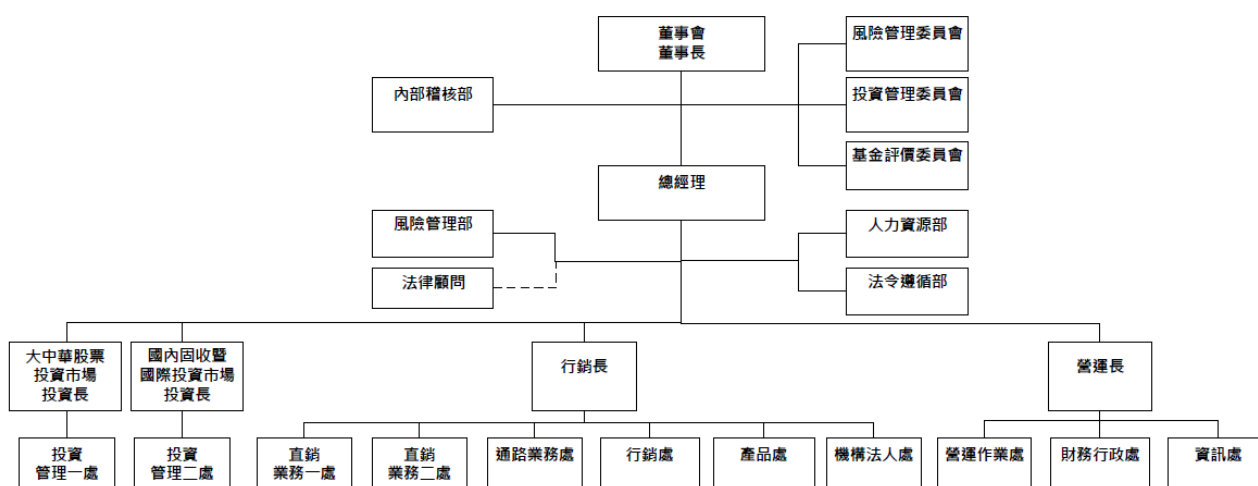 董事會
董事長
風險管理委員會
內部稽核部
投資管理委員會
基金評價委員會
總經理
風險管理部
人力資源部
法律顧問
法令遵循部
大中華股票
投資市場
投資長
國內固收暨
國際投資市場
投資長
行銷長
營運長
投資
管理一處
投資
管理二處
直銷
業務一處
直銷
業務二處
通路業務處
行銷處
產品處
機構法人處
營運作業處
財務行政處
資訊處